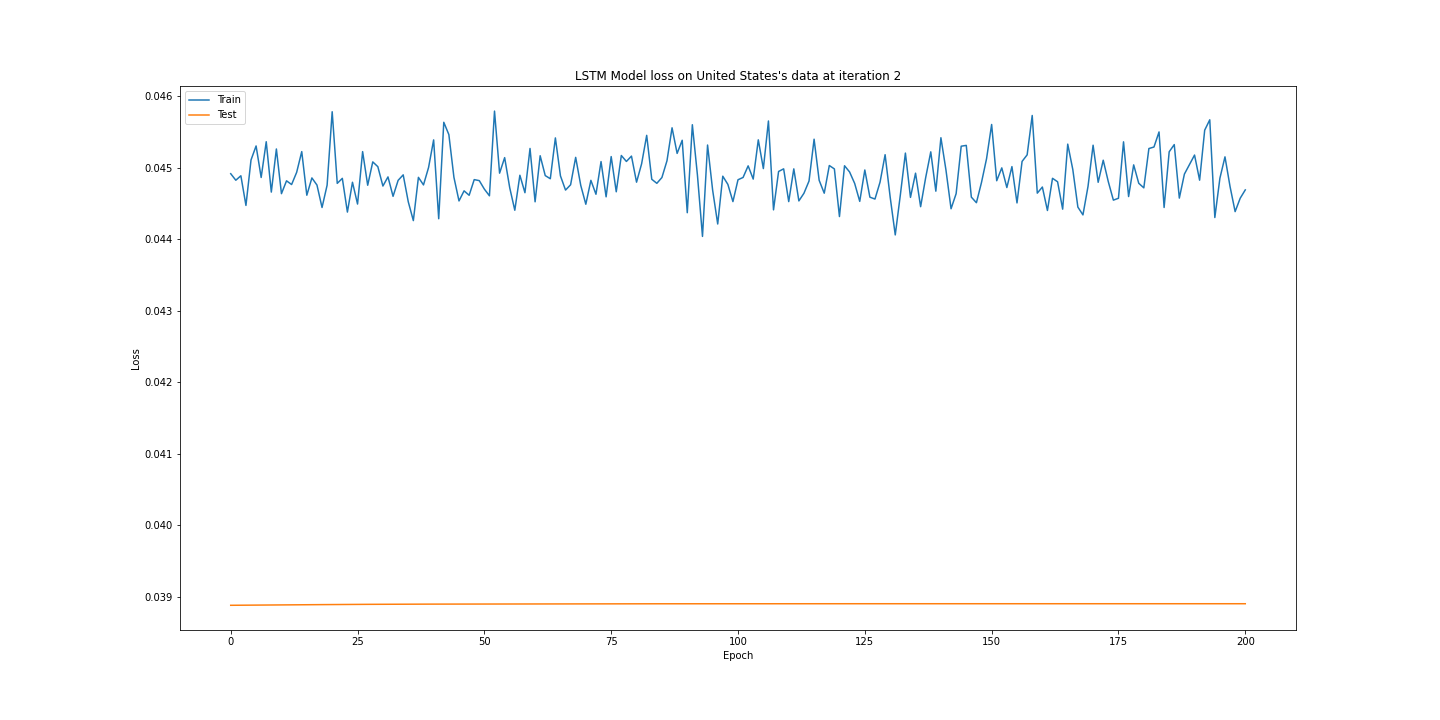 LSTM Model loss on United States's data at iteration 2
Train
Test
0.046
0.045
0.044
0.043
0.042
0.041
0.040
0.039
Loss
0 25 50 75 100 125 150 175 200
Epoch